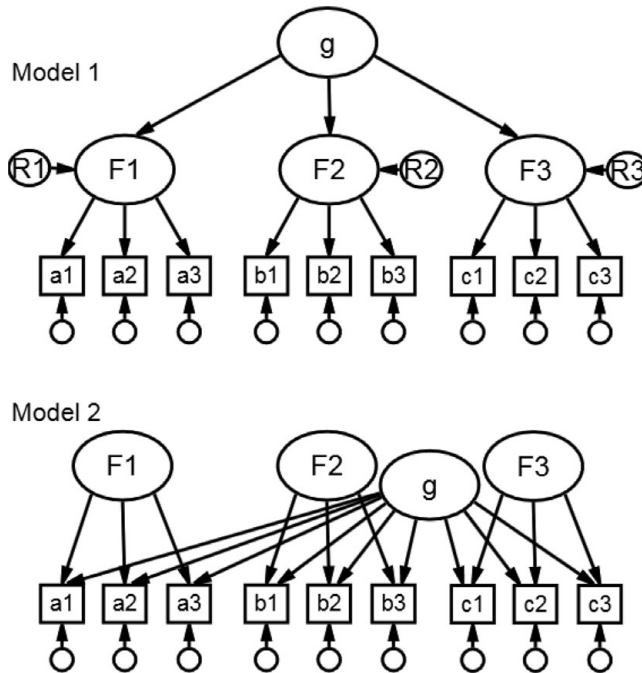 g
Model 1
R1 F1 F2 R2 F3 R3
a1 a2 a3 b1 b2 b3 c1 c2 c3
Model 2
F1 F2 g F3
a1 a2 a3 b1 b2 b3 c1 c2 c3